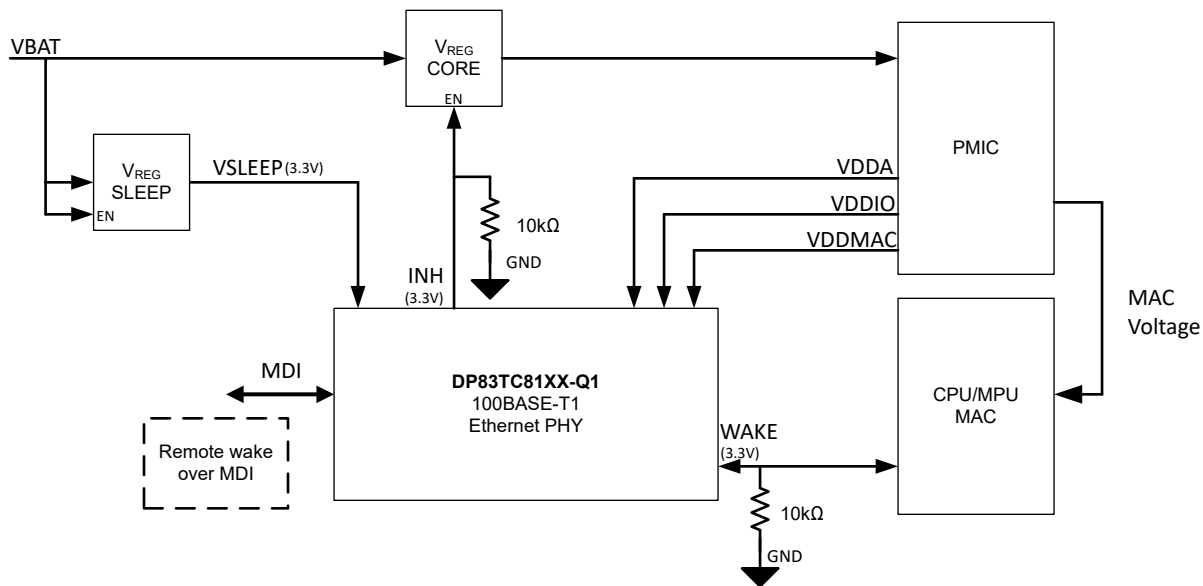 VBAT
VREG
CORE
EN
VREG
SLEEP
EN
VSLEEP (3.3V)
10kΩ
GND
INH
(3.3V)
PMIC
VDDA
VDDIO
VDDMAC
MAC
Voltage
MDI
Remote wake
over MDI
DP83TC81XX-Q1
100BASE-T1
Ethernet PHY
WAKE
(3.3V)
10kΩ
GND
CPU/MPU
MAC